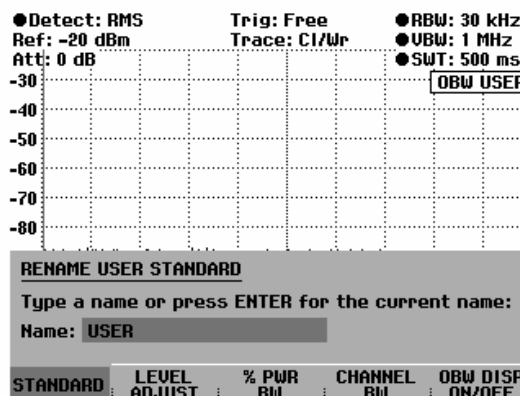 ●Detect: RMS Trig: Free ●RBW: 30 kHz
Ref: -20 dBm Trace: Cl/Wr ●VBW: 1 MHz
Att: 0 dB ●SWT: 500 ms
OBW USER
-30
-40
-50
-60
-70
-80
RENAME USER STANDARD
Type a name or press ENTER for the current name:
Name: USER
STANDARD LEVEL ADJUST % PWR BW CHANNEL BW OBW DISP ON/OFF